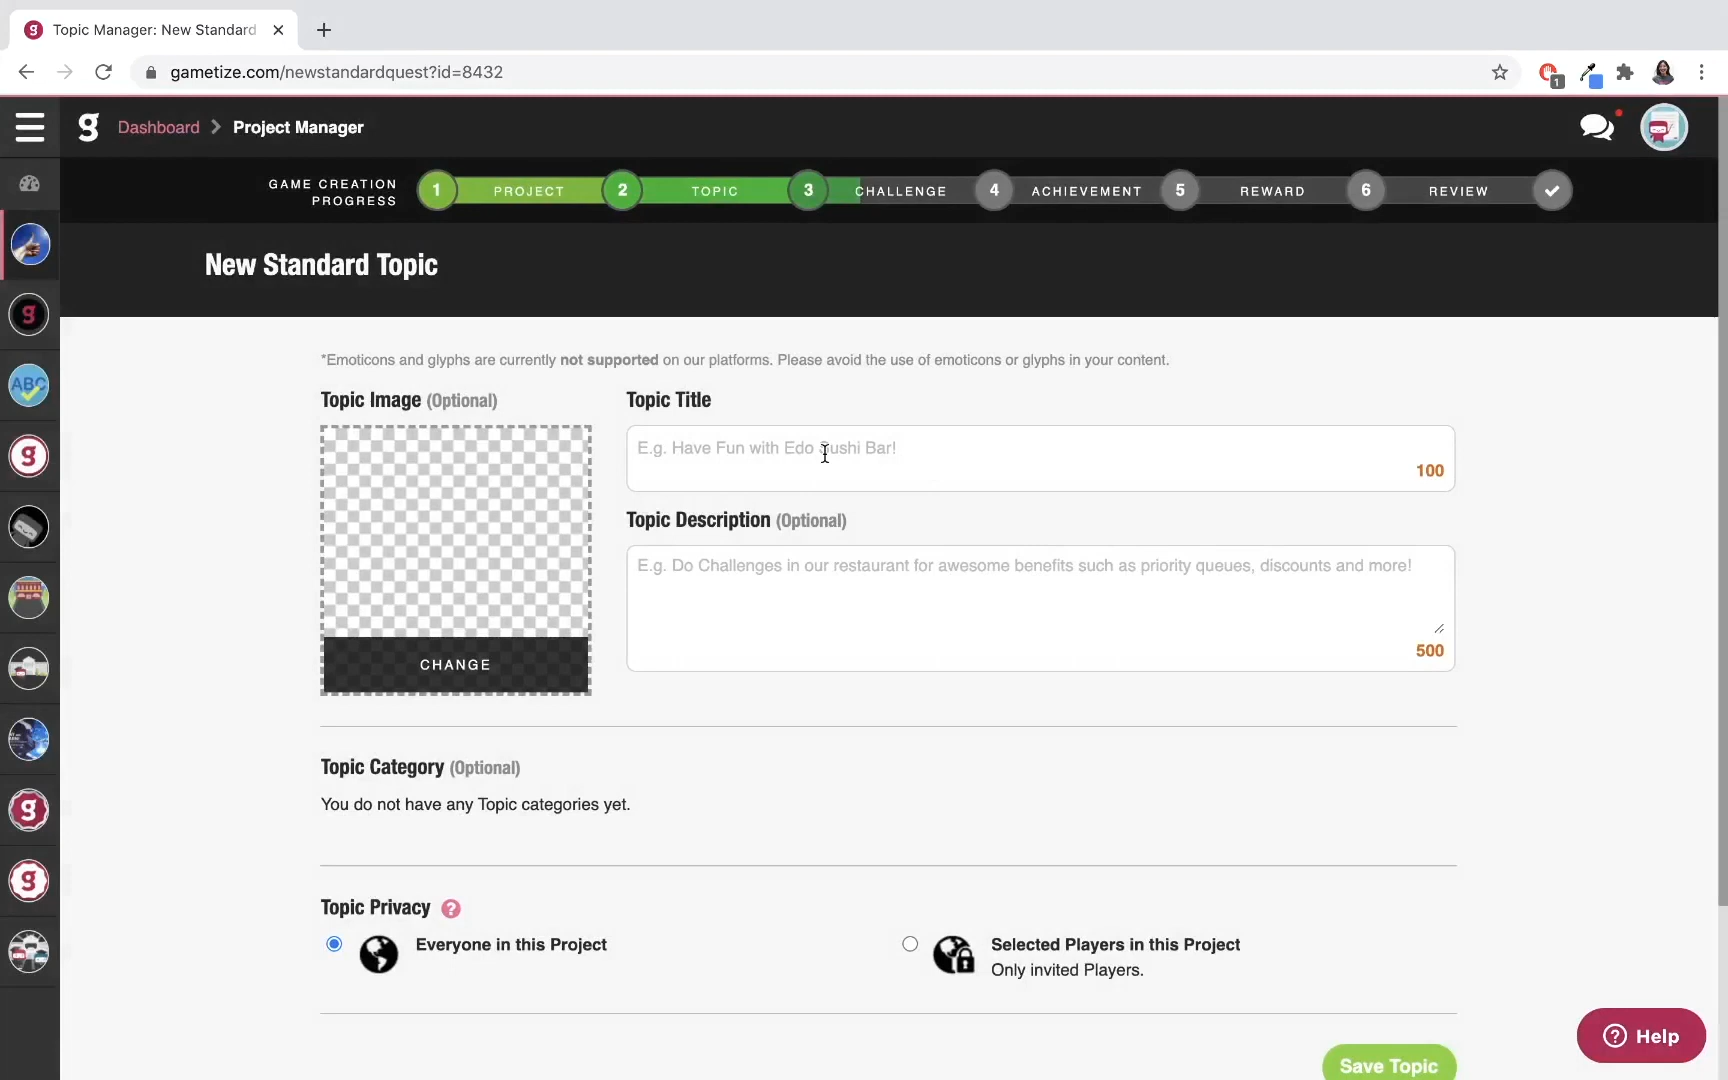 Topic Manager: New Standard
gametize.com/newstandardquest?id=8432
1
g Dashboard > Project Manager
GAME CREATION
PROGRESS
1 PROJECT 2 TOPIC 3 CHALLENGE 4 ACHIEVEMENT 5 REWARD 6 REVIEW
New Standard Topic
*Emoticons and glyphs are currently not supported on our platforms. Please avoid the use of emoticons or glyphs in your content.
Topic Image (Optional)
CHANGE
Topic Title
E.g. Have Fun with Edo Sushi Bar!
100
Topic Description (Optional)
E.g. Do Challenges in our restaurant for awesome benefits such as priority queues, discounts and more!
500
Topic Category (Optional)
You do not have any Topic categories yet.
Topic Privacy ?
Everyone in this Project
Selected Players in this Project
Only invited Players.
Save Topic
? Help
g
ABC
g
g
g